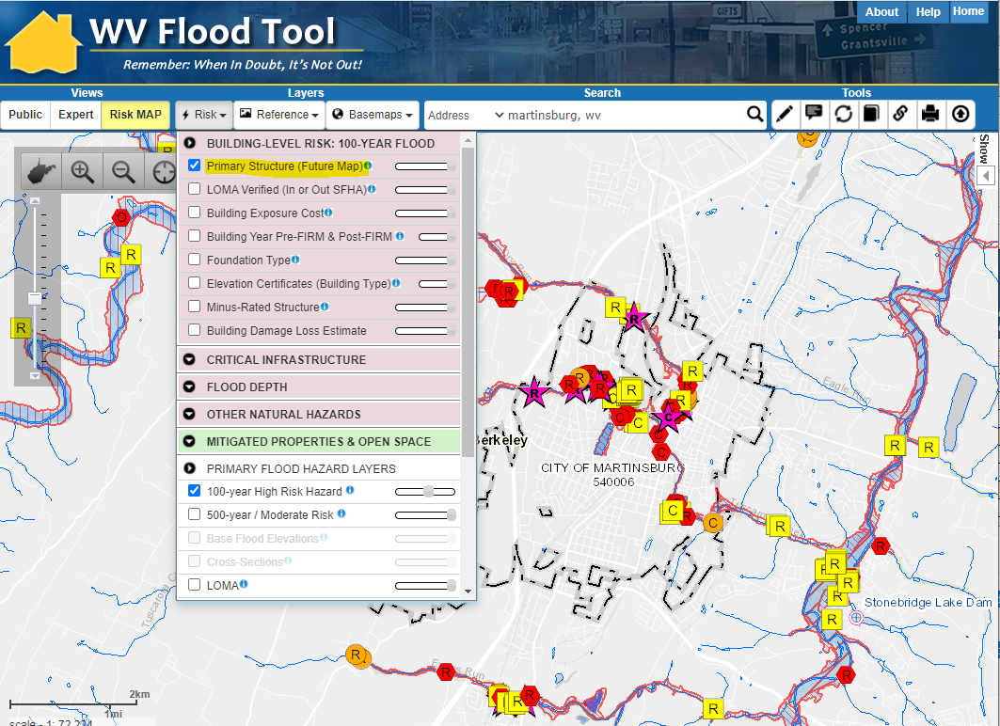 WV Flood Tool
Remember: When In Doubt, It's Not Out!
GIFTS
Spencer
Grantsville
About
Help
Home
Views
Layers
Search
Tools
Public
Expert
Risk MAP
Risk
Reference
Basemaps
Address
martinsburg, wv
Show
BUILDING-LEVEL RISK: 100-YEAR FLOOD
Primary Structure (Future Map)
LOMA Verified (In or Out SFHA)
Building Exposure Cost
Building Year Pre-FIRM & Post-FIRM
Foundation Type
Elevation Certificates (Building Type)
Minus-Rated Structure
Building Damage Loss Estimate
CRITICAL INFRASTRUCTURE
FLOOD DEPTH
OTHER NATURAL HAZARDS
MITIGATED PROPERTIES & OPEN SPACE
PRIMARY FLOOD HAZARD LAYERS
100-year High Risk Hazard
500-year / Moderate Risk
Base Flood Elevations
Cross-Sections
LOMA
O
R
R
R
R
R
R
R
R
R
R
R
Eagle Run
C
C
R
C
Berkeley
C
C
R
R
CITY OF MARTINSBURG
540006
C
R
C
R
R
R
R
R
R
Stonebridge Lake Dam
R
Tuscarora
R
R
Run
R
R
R
R
2km
1mi
scale - 1: 72,224